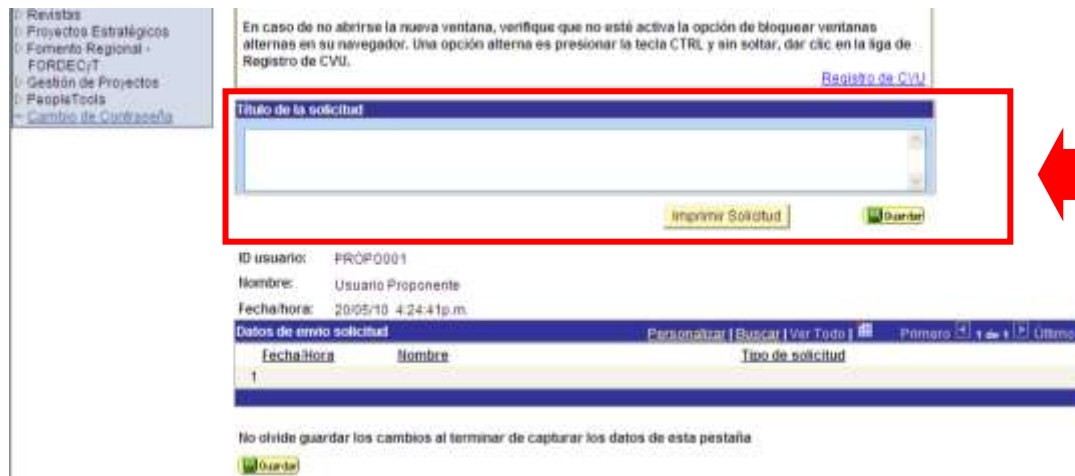 Revistas
Proyectos Estratégicos
Fomento Regional -
FORDECyT
Gestión de Proyectos
PeopleTools
Cambio de Contraseña
En caso de no abrirse la nueva ventana, verifique que no esté activa la opción de bloquear ventanas
alternas en su navegador. Una opción alterna es presionar la tecla CTRL y sin soltar, dar clic en la liga de
Registro de CVU.
Registro de CVU
Título de la solicitud
Imprimir Solicitud
Guardar
ID usuario: PROPO001
Nombre: Usuario Proponente
Fecha/hora: 20/05/10 4:24:41p.m.
Datos de envio solicitud Personalizar | Buscar | Ver Todo | Primero 1 de 1 Último
Fecha/Hora Nombre Tipo de solicitud
1
No olvide guardar los cambios al terminar de capturar los datos de esta pestaña
Guardar